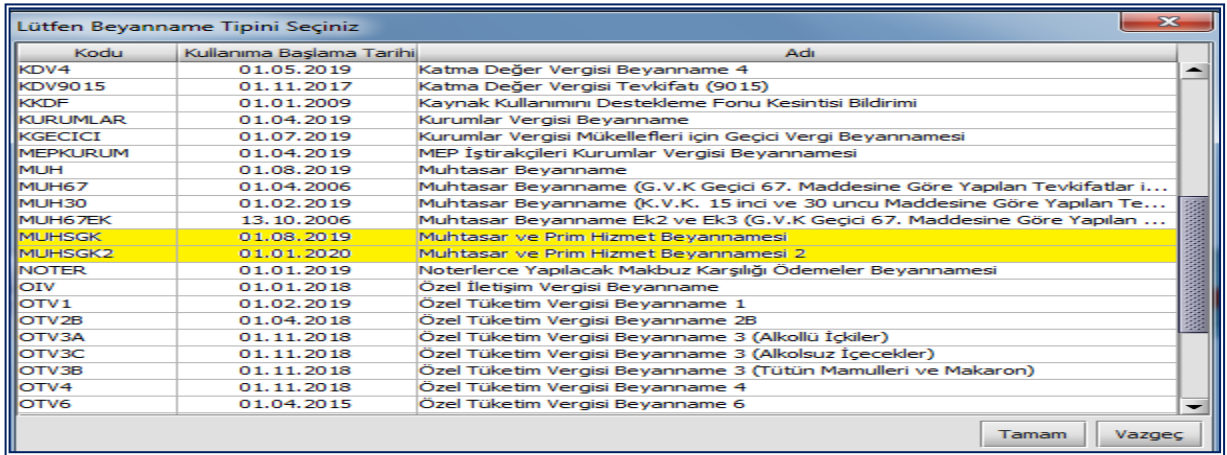 Lütfen Beyanname Tipini Seçiniz
Kodu Kullanıma Başlama Tarihi Adı
KDV4 01.05.2019 Katma Değer Vergisi Beyanname 4
KDV9015 01.11.2017 Katma Değer Vergisi Tevkifatı (9015)
KKDF 01.01.2009 Kaynak Kullanımını Destekleme Fonu Kesintisi Bildirimi
KURUMLAR 01.04.2019 Kurumlar Vergisi Beyanname
KGECICI 01.07.2019 Kurumlar Vergisi Mükellefleri için Geçici Vergi Beyannamesi
MEPKURUM 01.04.2019 MEP İştirakçileri Kurumlar Vergisi Beyannamesi
MUH 01.08.2019 Muhtasar Beyanname
MUH67 01.04.2006 Muhtasar Beyanname (G.V.K Geçici 67. Maddesine Göre Yapılan Tevkifatlar i...
MUH30 01.02.2019 Muhtasar Beyanname (K.V.K. 15 inci ve 30 uncu Maddesine Göre Yapılan Te...
MUH67EK 13.10.2006 Muhtasar Beyanname Ek2 ve Ek3 (G.V.K Geçici 67. Maddesine Göre Yapılan ...
MUHSGK 01.08.2019 Muhtasar ve Prim Hizmet Beyannamesi
MUHSGK2 01.01.2020 Muhtasar ve Prim Hizmet Beyannamesi 2
NOTER 01.01.2019 Noterlerce Yapılacak Makbuz Karşılığı Ödemeler Beyannamesi
OIV 01.01.2018 Özel İletişim Vergisi Beyanname
OTV1 01.02.2019 Özel Tüketim Vergisi Beyanname 1
OTV2B 01.04.2018 Özel Tüketim Vergisi Beyanname 2B
OTV3A 01.11.2018 Özel Tüketim Vergisi Beyanname 3 (Alkollü İçkiler)
OTV3C 01.11.2018 Özel Tüketim Vergisi Beyanname 3 (Alkolsuz İçecekler)
OTV3B 01.11.2018 Özel Tüketim Vergisi Beyanname 3 (Tütün Mamulleri ve Makaron)
OTV4 01.11.2018 Özel Tüketim Vergisi Beyanname 4
OTV6 01.04.2015 Özel Tüketim Vergisi Beyanname 6
Tamam Vazgeç